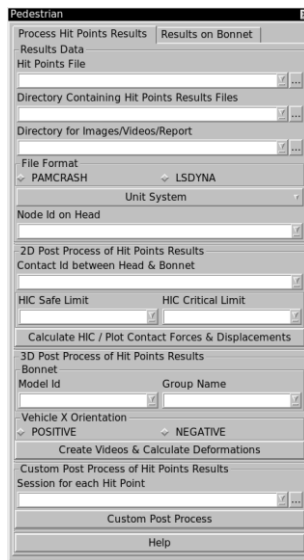 Pedestrian
Process Hit Points Results Results on Bonnet
Results Data
Hit Points File
...
Directory Containing Hit Points Results Files
...
Directory for Images/Videos/Report
...
File Format
PAMCRASH LSDYNA
Unit System
Node Id on Head
2D Post Process of Hit Points Results
Contact Id between Head & Bonnet
HIC Safe Limit HIC Critical Limit
Calculate HIC / Plot Contact Forces & Displacements
3D Post Process of Hit Points Results
Bonnet
Model Id Group Name
Vehicle X Orientation
POSITIVE NEGATIVE
Create Videos & Calculate Deformations
Custom Post Process of Hit Points Results
Session for each Hit Point
...
Custom Post Process
Help